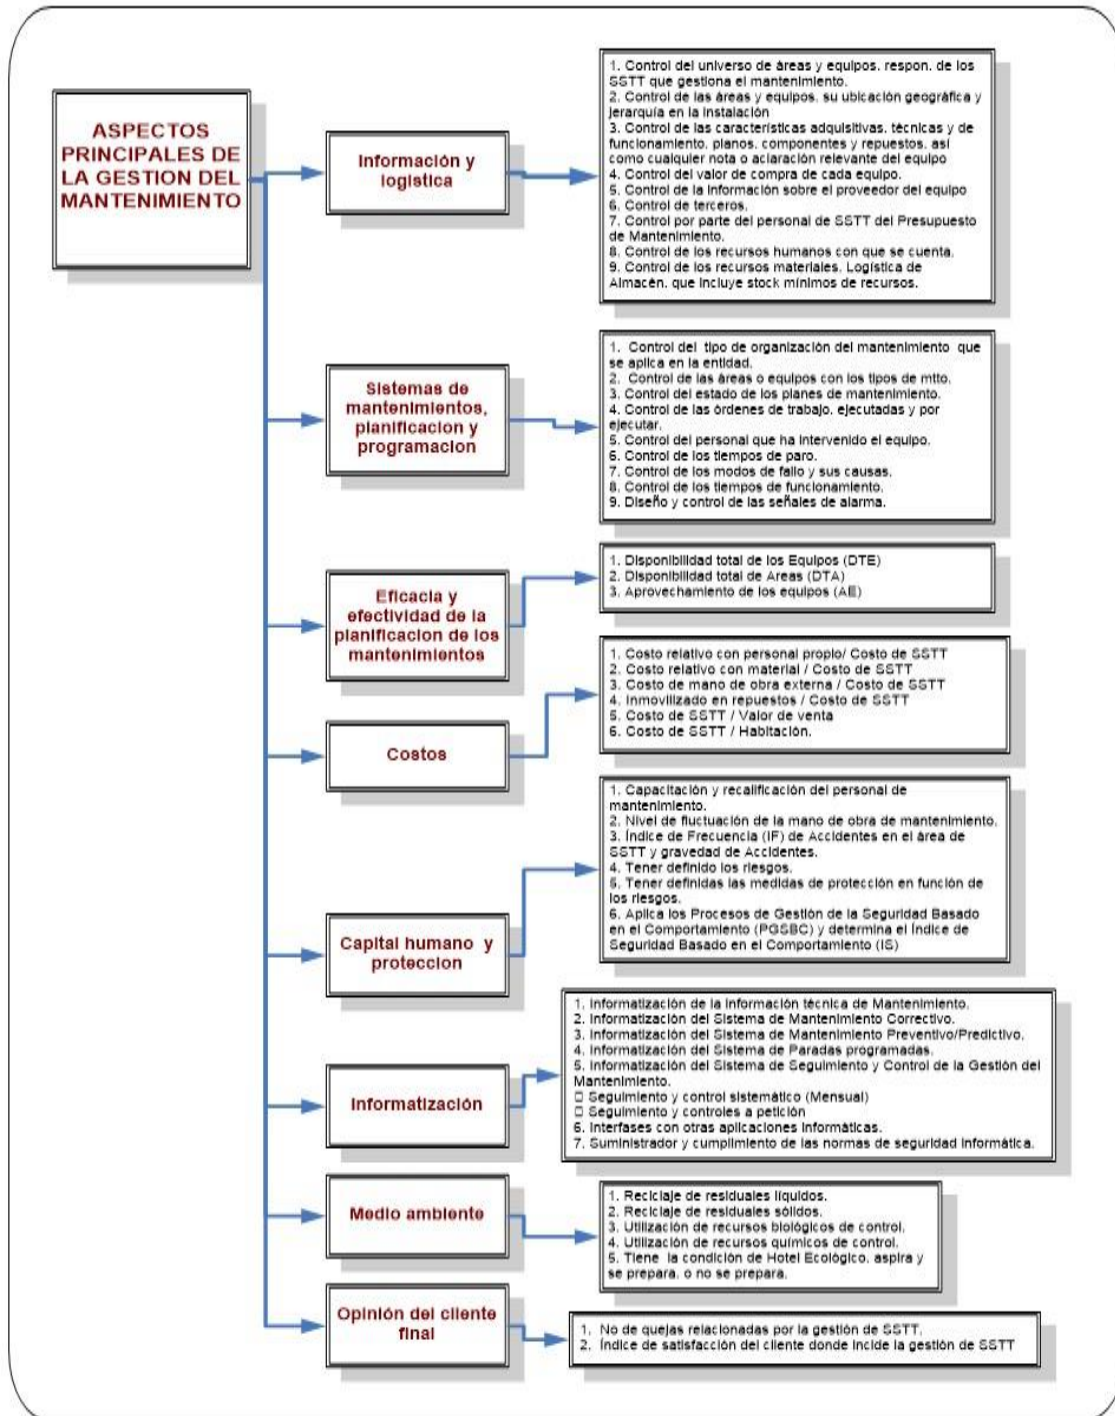 ASPECTOS
PRINCIPALES DE
LA GESTION DEL
MANTENIMIENTO
Información y
logística
1. Control del universo de áreas y equipos. respon. de los
SSTT que gestiona el mantenimiento.
2. Control de las áreas y equipos. su ubicación geográfica y
jerarquía en la instalación
3. Control de las características adquisitivas. técnicas y de
funcionamiento. planos. componentes y repuestos. así
como cualquier nota o aclaración relevante del equipo
4. Control del valor de compra de cada equipo.
5. Control de la información sobre el proveedor del equipo
6. Control de terceros.
7. Control por parte del personal de SSTT del Presupuesto
de Mantenimiento.
8. Control de los recursos humanos con que se cuenta.
9. Control de los recursos materiales. Logística de
Almacén. que incluye stock mínimos de recursos.
Sistemas de
mantenimientos,
planificacion y
programacion
1. Control del tipo de organización del mantenimiento que
se aplica en la entidad.
2. Control de las áreas o equipos con los tipos de mtto.
3. Control del estado de los planes de mantenimiento.
4. Control de las órdenes de trabajo. ejecutadas y por
ejecutar.
5. Control del personal que ha intervenido el equipo.
6. Control de los tiempos de paro.
7. Control de los modos de fallo y sus causas.
8. Control de los tiempos de funcionamiento.
9. Diseño y control de las señales de alarma.
Eficacia y
efectividad de la
planificacion de los
mantenimientos
1. Disponibilidad total de los Equipos (DTE)
2. Disponibilidad total de Areas (DTA)
3. Aprovechamiento de los equipos (AE)
Costos
1. Costo relativo con personal propio/ Costo de SSTT
2. Costo relativo con material / Costo de SSTT
3. Costo de mano de obra externa / Costo de SSTT
4. Inmovilizado en repuestos / Costo de SSTT
5. Costo de SSTT / Valor de venta
6. Costo de SSTT / Habitación.
Capital humano y
proteccion
1. Capacitación y recalificación del personal de
mantenimiento.
2. Nivel de fluctuación de la mano de obra de mantenimiento.
3. Índice de Frecuencia (IF) de Accidentes en el área de
SSTT y gravedad de Accidentes.
4. Tener definido los riesgos.
5. Tener definidas las medidas de protección en función de
los riesgos.
6. Aplica los Procesos de Gestión de la Seguridad Basado
en el Comportamiento (PGSBC) y determina el Índice de
Seguridad Basado en el Comportamiento (IS)
Informatización
1. Informatización de la información técnica de Mantenimiento.
2. Informatización del Sistema de Mantenimiento Correctivo.
3. Informatización del Sistema de Mantenimiento Preventivo/Predictivo.
4. Informatización del Sistema de Paradas programadas.
5. Informatización del Sistema de Seguimiento y Control de la Gestión del
Mantenimiento.
▯ Seguimiento y control sistemático (Mensual)
▯ Seguimiento y controles a petición
6. Interfases con otras aplicaciones informáticas.
7. Suministrador y cumplimiento de las normas de seguridad informática.
Medio ambiente
1. Reciclaje de residuales líquidos.
2. Reciclaje de residuales sólidos.
3. Utilización de recursos biológicos de control.
4. Utilización de recursos químicos de control.
5. Tiene la condición de Hotel Ecológico. aspira y
se prepara. o no se prepara.
Opinión del cliente
final
1. No de quejas relacionadas por la gestión de SSTT.
2. Índice de satisfacción del cliente donde incide la gestión de SSTT